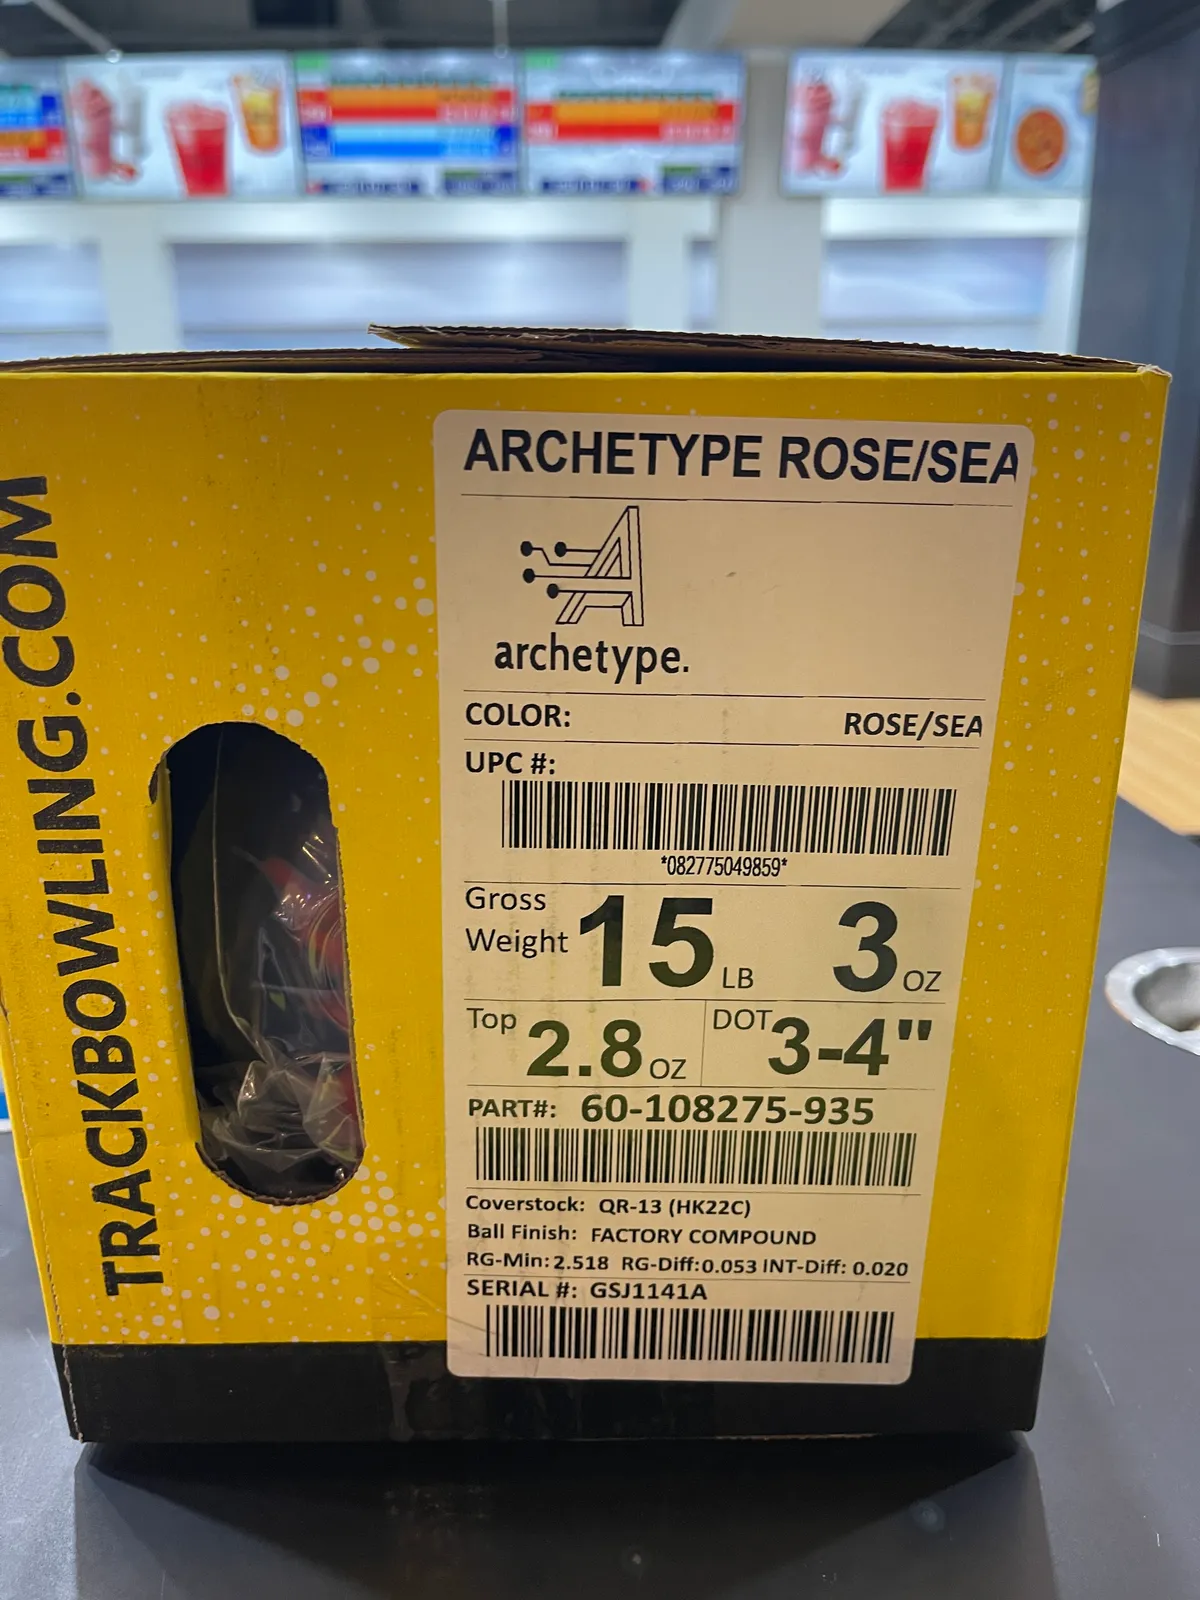 ARCHETYPE ROSE/SEA
archetype.
COLOR: ROSE/SEA
UPC #:
*082775049859*
Gross Weight 15 LB 3 OZ
Top 2.8 OZ DOT 3-4"
PART#: 60-108275-935
Coverstock: QR-13 (HK22C)
Ball Finish: FACTORY COMPOUND
RG-Min: 2.518 RG-Diff: 0.053 INT-Diff: 0.020
SERIAL #: GSJ1141A
TRACKBOWLING.COM